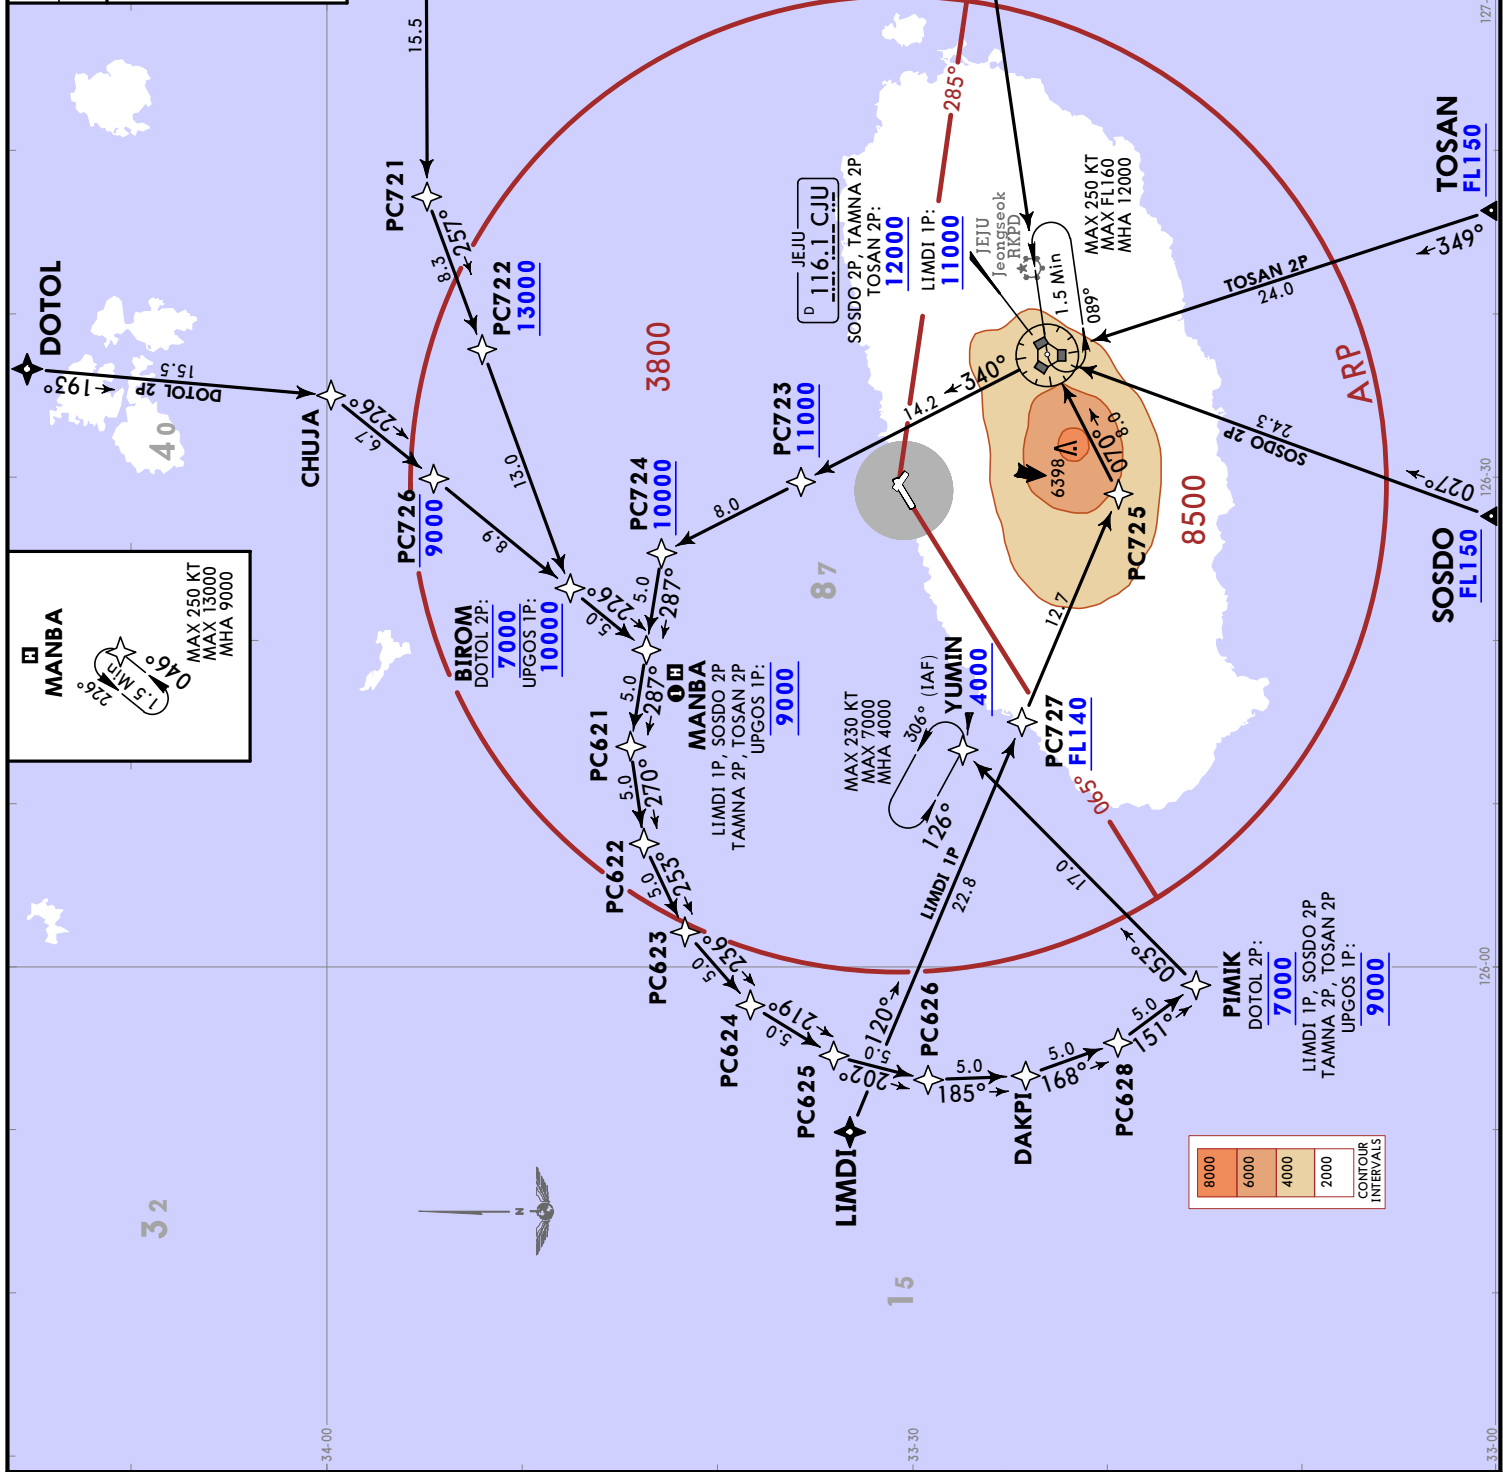 15.5
127-
DOTOL
193°
DOTOL 2P
15.5
CHUJA
226°
6.7
PC726
9000
8.9
PC721
257°
8.3
PC722
13000
13.0
3800
40
34-00
H
MANBA
226°
1.5 Min
046°
MAX 250 KT
MAX 13000
MHA 9000
BIROM
DOTOL 2P:
7000
UPGOS 1P:
10000
226°
5.0
PC724
10000
8.0
PC723
11000
14.2
340°
5.0
287°
1 H
MANBA
LIMDI 1P, SOSDO 2P
TAMNA 2P, TOSAN 2P
UPGOS 1P:
9000
5.0
287°
PC621
5.0
270°
PC622
5.0
253°
PC623
5.0
236°
PC624
5.0
219°
PC625
5.0
202°
PC626
5.0
185°
DAKPI
5.0
168°
PC628
5.0
151°
PIMIK
DOTOL 2P:
7000
LIMDI 1P, SOSDO 2P
TAMNA 2P, TOSAN 2P
UPGOS 1P:
9000
053°
17.0
LIMDI
120°
LIMDI 1P
22.8
MAX 230 KT
MAX 7000
MHA 4000
306°
126°
(IAF)
YUMIN
4000
PC727
FL140
12.7
PC725
070°
8.0
6398
8500
065°
285°
JEJU
D 116.1 CJU
SOSDO 2P, TAMNA 2P
TOSAN 2P:
12000
LIMDI 1P:
11000
JEJU
Jeongseok
RKPD
1.5 Min
089°
MAX 250 KT
MAX FL160
MHA 12000
TOSAN
FL150
349°
TOSAN 2P
24.0
ARP
SOSDO
FL150
027°
SOSDO 2P
24.3
87
32
15
N
8000
6000
4000
2000
CONTOUR
INTERVALS
33-30
33-00
126-30
126-00